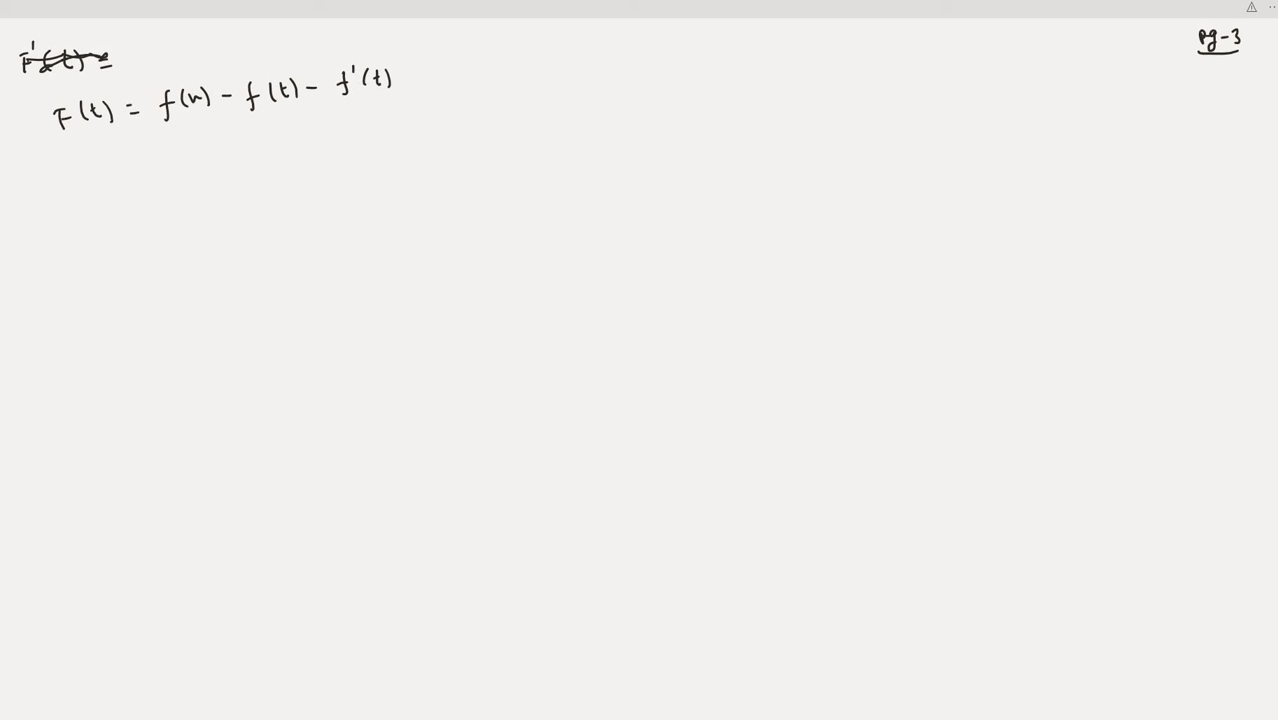 Pg-3
F'(t) =
F(t) = f(x) - f(t) - f'(t)